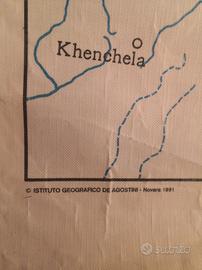 Khenchela
© ISTITUTO GEOGRAFICO DE AGOSTINI - Novara 1991
subito